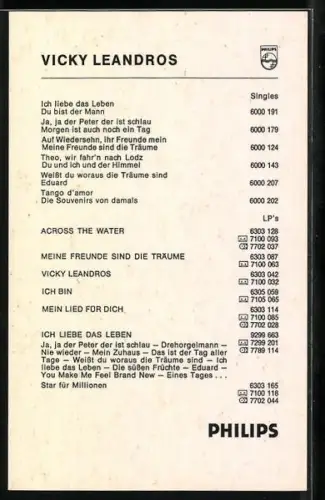 PHILIPS
VICKY LEANDROS
Singles
Ich liebe das Leben
Du bist der Mann 6000 191
Ja, ja der Peter der ist schlau
Morgen ist auch noch ein Tag 6000 179
Auf Wiedersehn, ihr Freunde mein
Meine Freunde sind die Träume 6000 124
Theo, wir fahr'n nach Lodz
Du und ich und der Himmel 6000 143
Weißt du woraus die Träume sind
Eduard 6000 207
Tango d'amor
Die Souvenirs von damals 6000 202
LP's
ACROSS THE WATER 6303 128
7100 093
7702 037
MEINE FREUNDE SIND DIE TRÄUME 6303 087
7100 063
VICKY LEANDROS 6303 042
7100 032
ICH BIN 6305 059
7105 065
MEIN LIED FÜR DICH 6303 114
7100 085
7702 028
ICH LIEBE DAS LEBEN 9299 663
Ja, ja der Peter der ist schlau – Drehorgelmann – 7299 201
Nie wieder – Mein Zuhaus – Das ist der Tag aller 7789 114
Tage – Weißt du woraus die Träume sind – Ich
liebe das Leben – Die süßen Früchte – Eduard –
You Make Me Feel Brand New – Eines Tages . . .
Star für Millionen 6303 165
7100 118
7702 044
PHILIPS